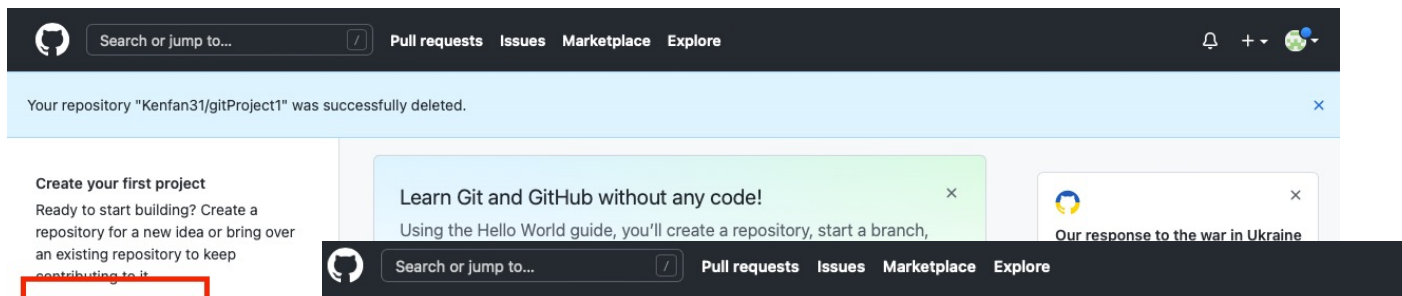 Search or jump to... /
Pull requests Issues Marketplace Explore
Your repository "Kenfan31/gitProject1" was successfully deleted.
Create your first project
Ready to start building? Create a
repository for a new idea or bring over
an existing repository to keep
contributing to it.
Learn Git and GitHub without any code!
Using the Hello World guide, you'll create a repository, start a branch,
Our response to the war in Ukraine
Search or jump to... /
Pull requests Issues Marketplace Explore